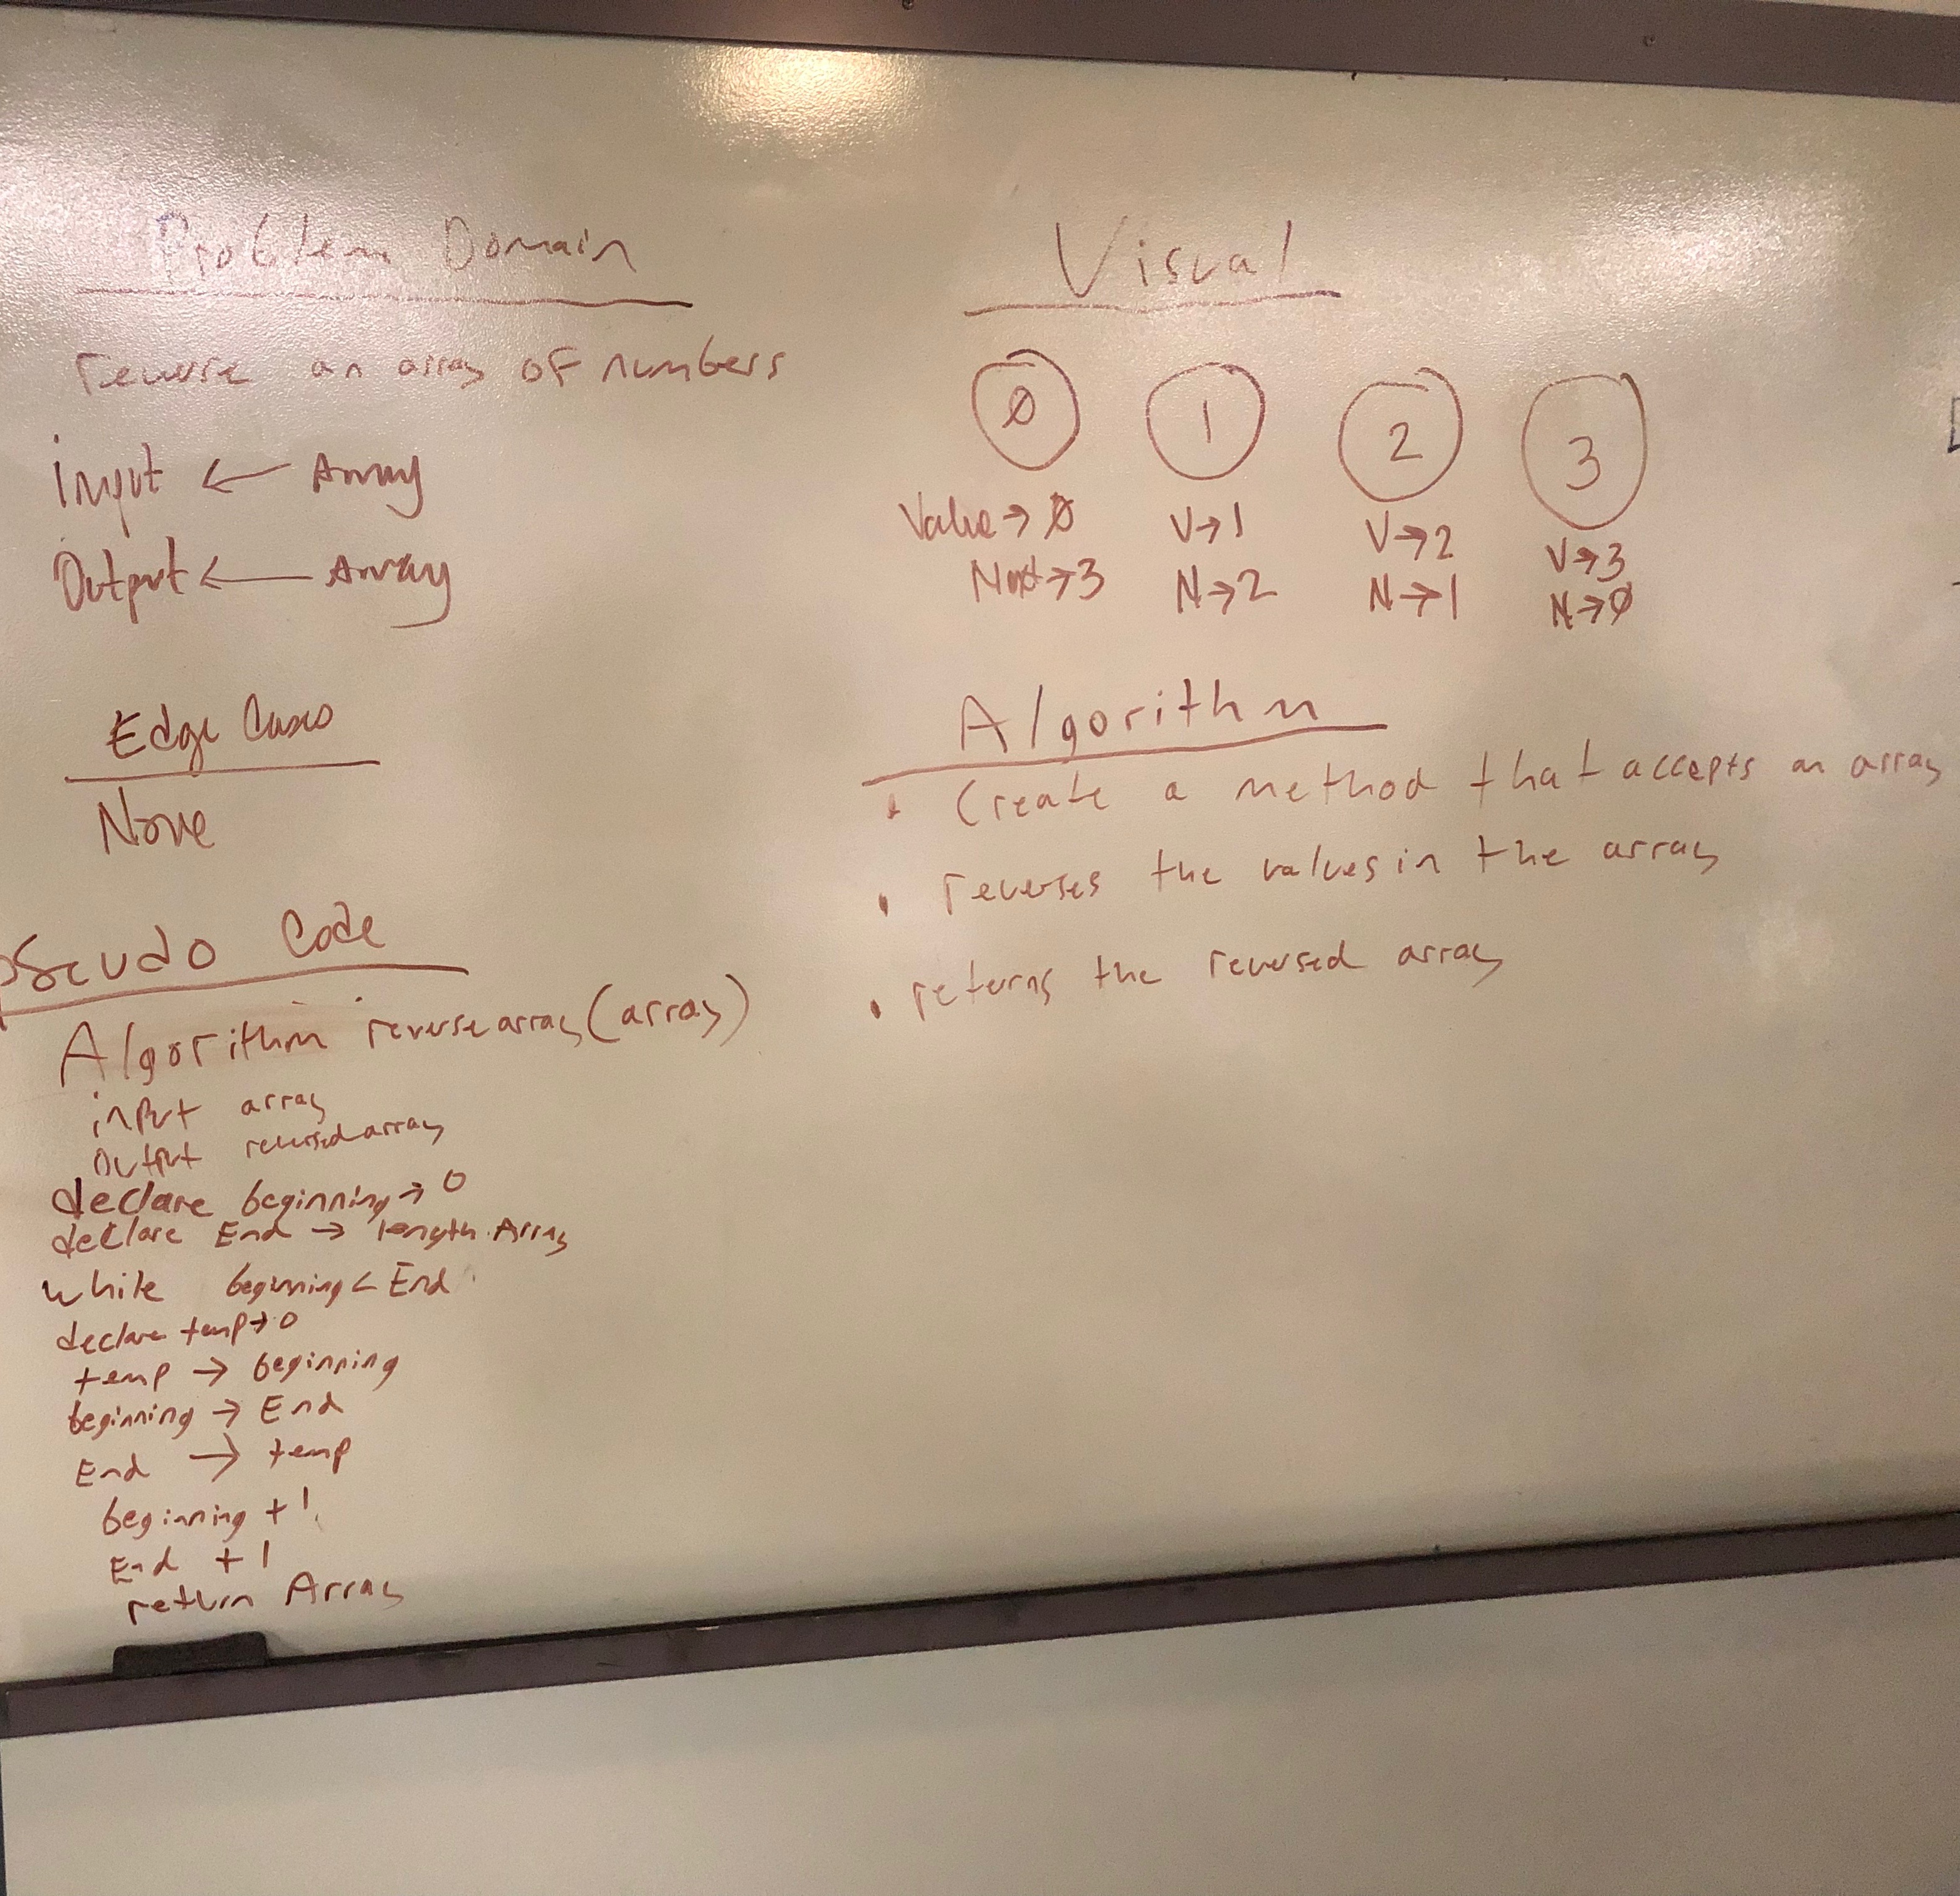 Problem Domain
reverse an array of numbers
input ← Array
Output ← Array
Edge Cases
None
Pseudo Code
Algorithm reversearray(array)
input array
Output reversedarray
declare beginning → 0
declare End → length.Array
while beginning < End
declare temp → 0
temp → beginning
beginning → End
End → temp
beginning + 1
End + 1
return Array
Visual
0 1 2 3
Value → 0 V → 1 V → 2 V → 3
Next → 3 N → 2 N → 1 N → 0
Algorithm
• Create a method that accepts an array
• reverses the values in the array
• returns the reversed array